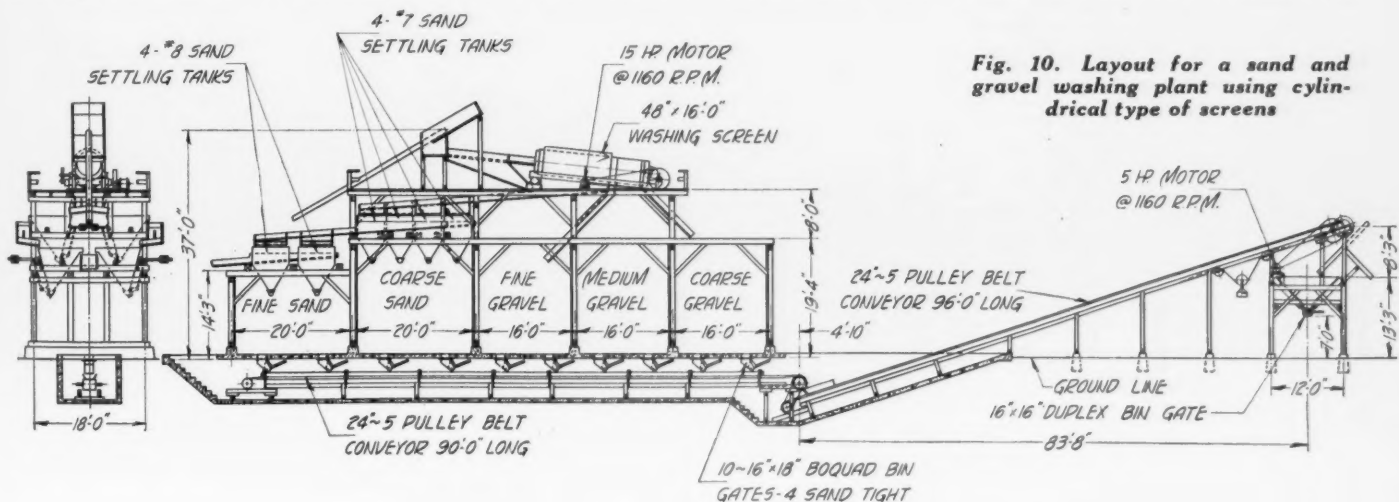 4-#7 SAND
SETTLING TANKS
4-#8 SAND
SETTLING TANKS
15 HP. MOTOR
@ 1160 R.P.M.
48" x 16'-0"
WASHING SCREEN
Fig. 10. Layout for a sand and
gravel washing plant using cylin-
drical type of screens
5 HP MOTOR
@ 1160 R.P.M.
37'-0"
8'-0"
24"~5 PULLEY BELT
CONVEYOR 96'-0" LONG
8'-3"
14'-3"
FINE SAND
20'-0"
COARSE
SAND
20'-0"
FINE
GRAVEL
16'-0"
MEDIUM
GRAVEL
16'-0"
COARSE
GRAVEL
16'-0"
19'-4"
4'-10"
13'-3"
GROUND LINE
12'-0"
16"x16" DUPLEX BIN GATE
18'-0"
24"~5 PULLEY BELT
CONVEYOR 90'-0" LONG
83'-8"
10~16"x18" BOQUAD BIN
GATES-4 SAND TIGHT